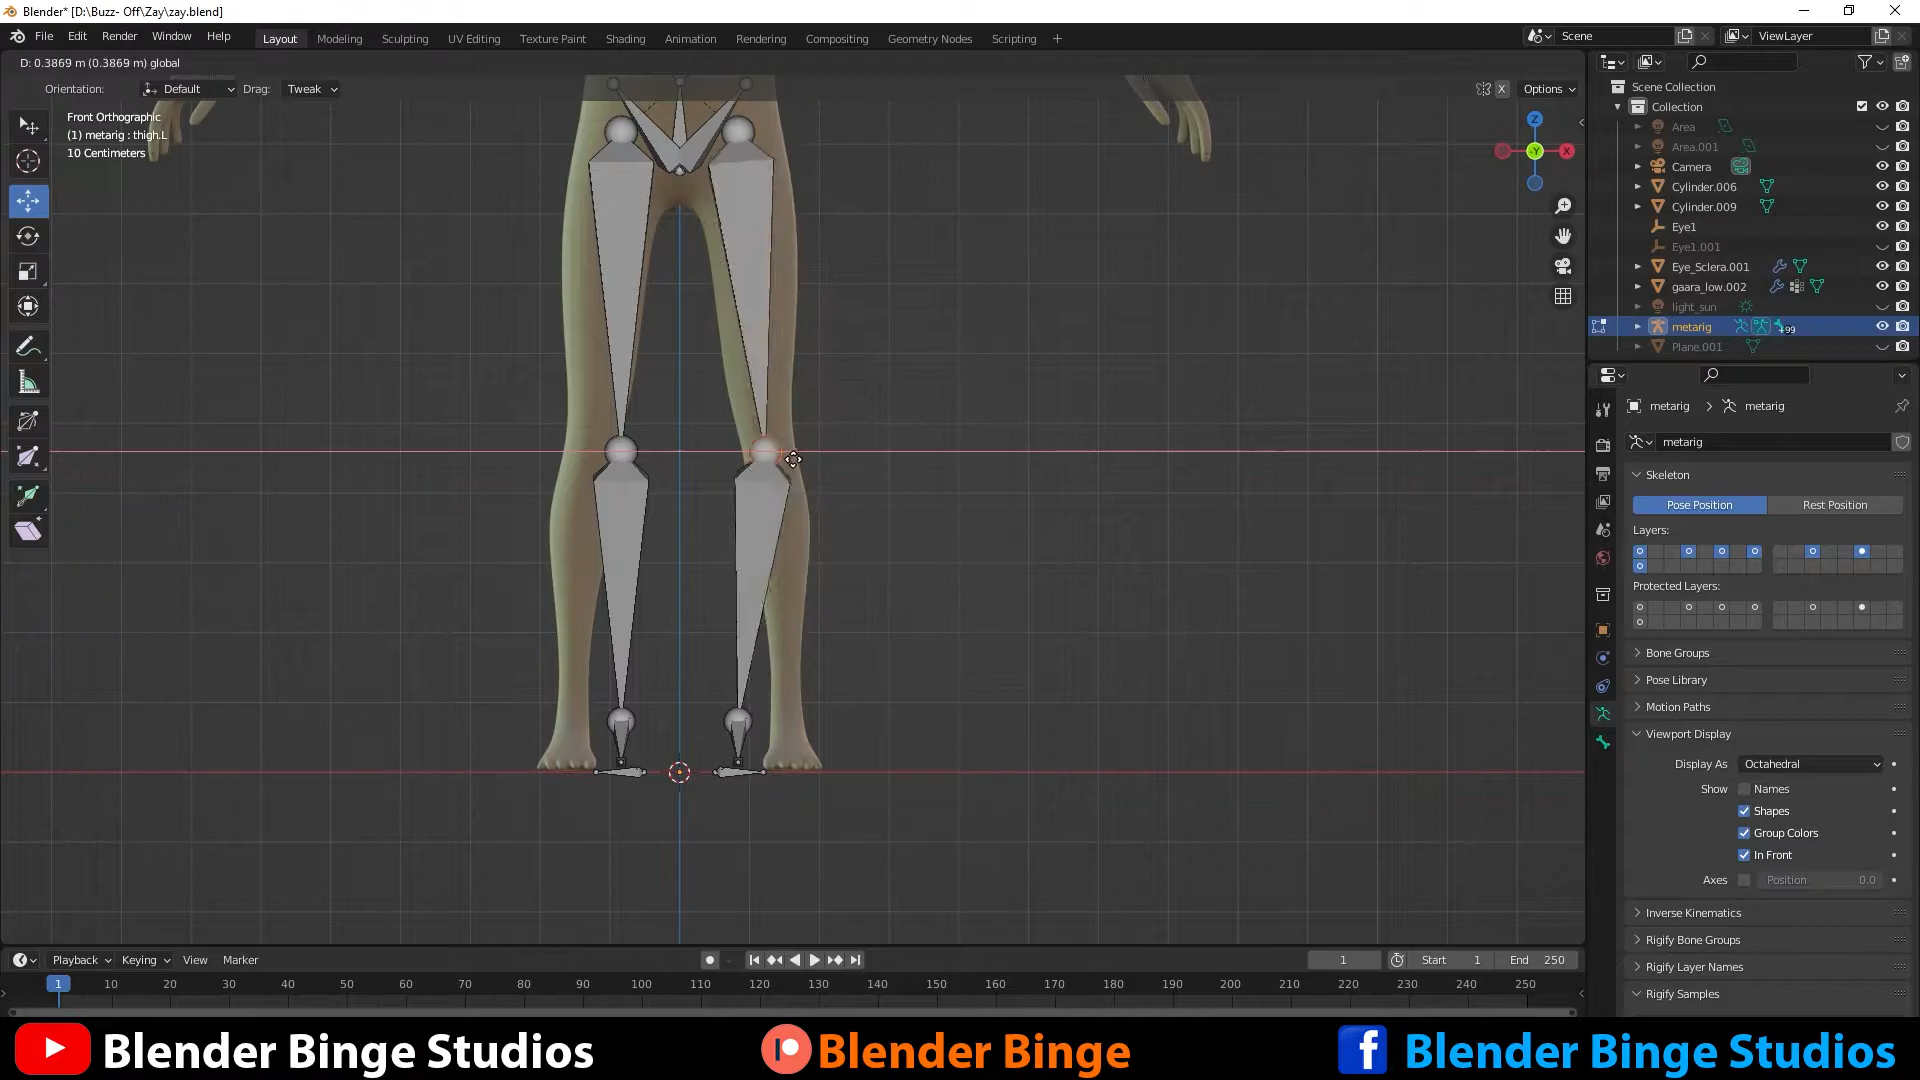 Blender* [D:\Buzz- Off\Zay\zay.blend]
File Edit Render Window Help Layout Modeling Sculpting UV Editing Texture Paint Shading Animation Rendering Compositing Geometry Nodes Scripting + Scene ViewLayer
D: 0.3869 m (0.3869 m) global
Orientation: Default Drag: Tweak X Options
Front Orthographic
(1) metarig : thigh.L
10 Centimeters
Z
-Y X
Scene Collection
Collection
Area
Area.001
Camera
Cylinder.006
Cylinder.009
Eye1
Eye1.001
Eye_Sclera.001
gaara_low.002
light_sun
metarig +99
Plane.001
metarig > metarig
metarig
Skeleton
Pose Position Rest Position
Layers:
Protected Layers:
Bone Groups
Pose Library
Motion Paths
Viewport Display
Display As Octahedral
Show Names
Shapes
Group Colors
In Front
Axes Position 0.0
Inverse Kinematics
Rigify Bone Groups
Rigify Layer Names
Rigify Samples
Playback Keying View Marker 1 Start 1 End 250
1 10 20 30 40 50 60 70 80 90 100 110 120 130 140 150 160 170 180 190 200 210 220 230 240 250
Blender Binge Studios Blender Binge Blender Binge Studios